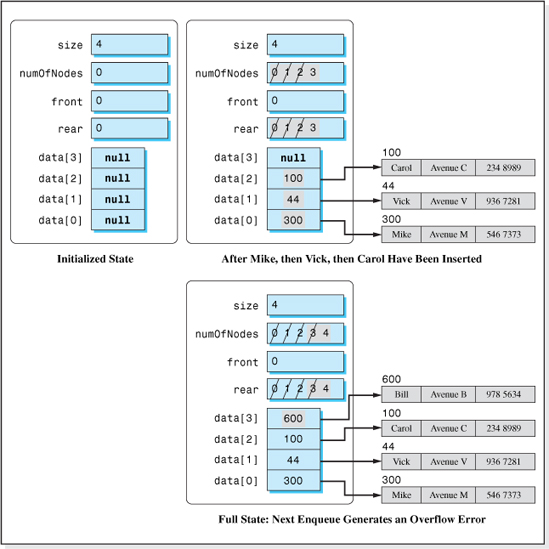 size 4
numOfNodes 0
front 0
rear 0
data[3] null
data[2] null
data[1] null
data[0] null
Initialized State
size 4
numOfNodes 0 1 2 3
front 0
rear 0 1 2 3
data[3] null
data[2] 100
data[1] 44
data[0] 300
100
Carol Avenue C 234 8989
44
Vick Avenue V 936 7281
300
Mike Avenue M 546 7373
After Mike, then Vick, then Carol Have Been Inserted
size 4
numOfNodes 0 1 2 3 4
front 0
rear 0 1 2 3 4
data[3] 600
data[2] 100
data[1] 44
data[0] 300
600
Bill Avenue B 978 5634
100
Carol Avenue C 234 8989
44
Vick Avenue V 936 7281
300
Mike Avenue M 546 7373
Full State: Next Enqueue Generates an Overflow Error